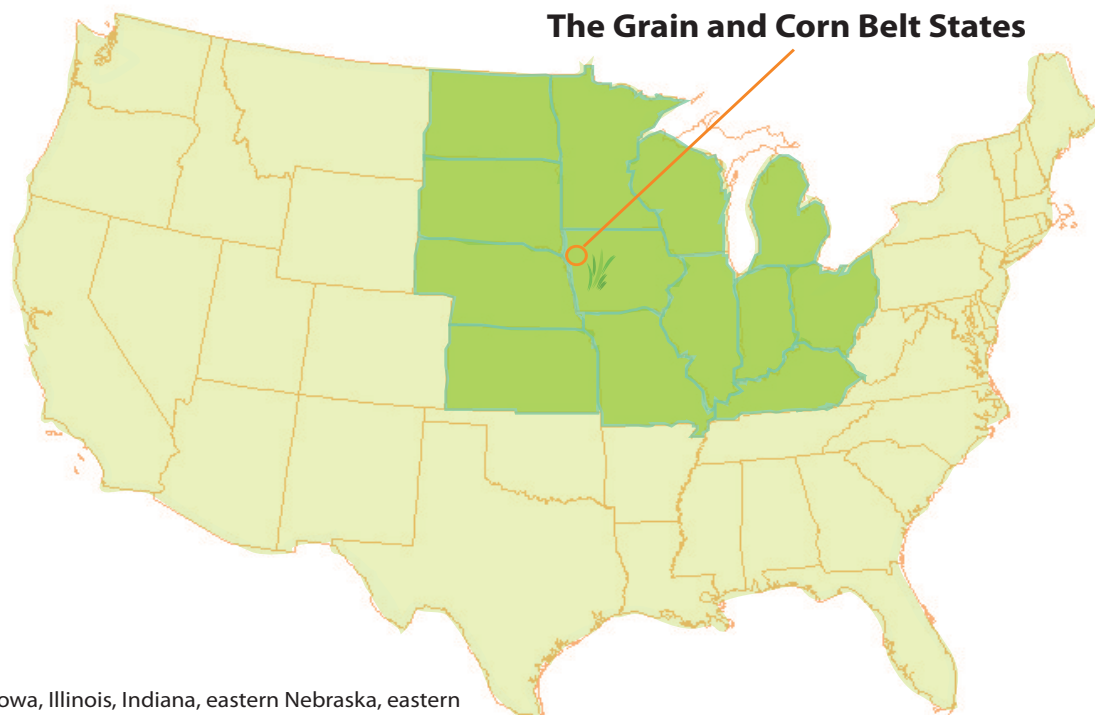 The Grain and Corn Belt States
owa, Illinois, Indiana, eastern Nebraska, eastern